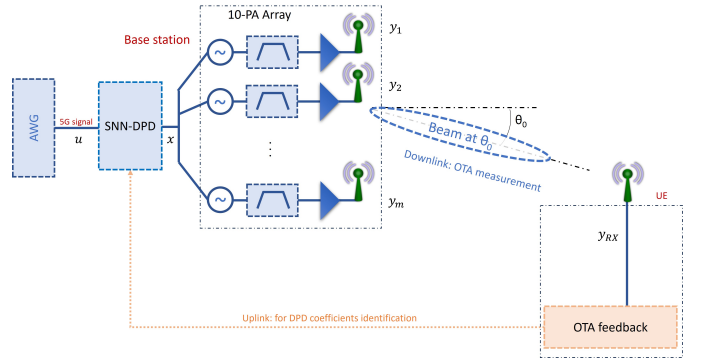 10-PA Array
y1
Base station
~
y2
~
AWG
5G signal
SNN-DPD
u
x
θ0
Beam at θ0
Downlink: OTA measurement
⋮
~
ym
UE
yRX
Uplink: for DPD coefficients identification
OTA feedback